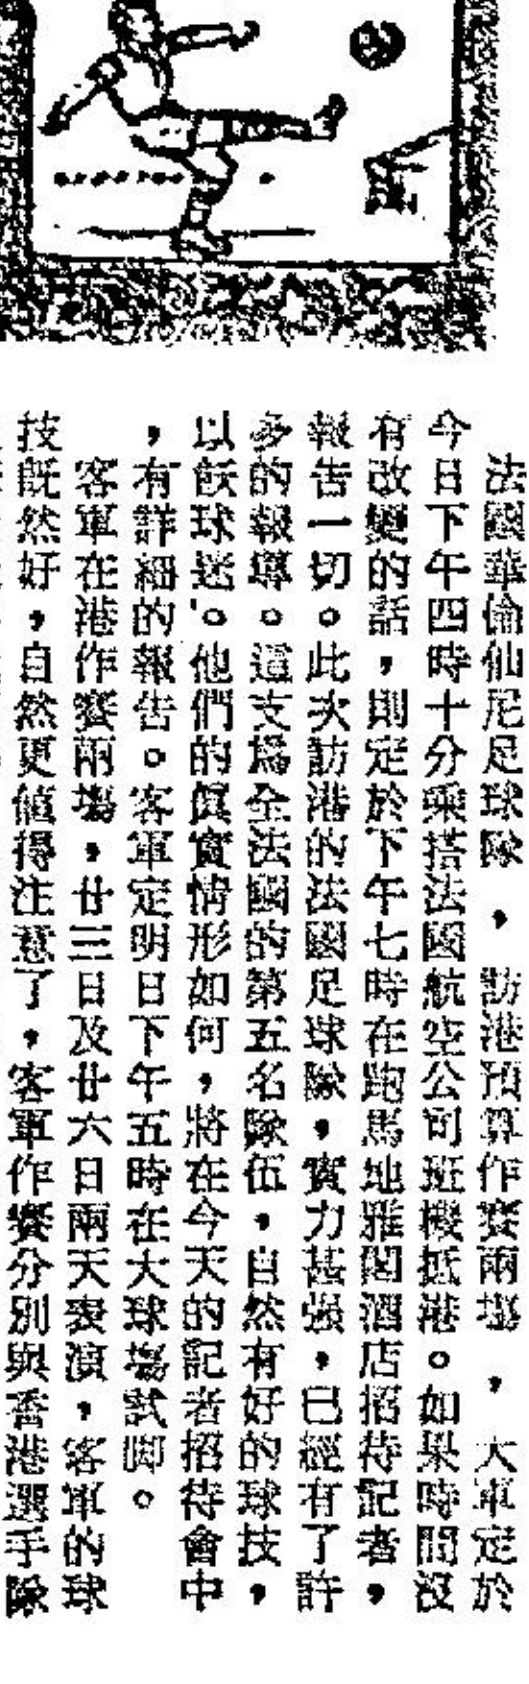 法國華倫仙尼足球隊，訪港預算作賽兩塲，大軍定於
今日下午四時十分乘搭法國航空公司班機抵港。如果時間沒
有改變的話，則定於下午七時在跑馬地雅閣酒店招待記者，
報告一切。此次訪港的法國足球隊，實力甚強，已經有了許
多的報導。這支爲全法國的第五名隊伍，自然有好的球技，
以飫球迷。他們的眞實情形如何，將在今天的記者招待會中
，有詳細的報告。客軍定明日下午五時在大球塲試脚。
客軍在港作賽兩塲，廿三日及廿六日兩天表演，客軍的球
技既然好，自然更值得注意了，客軍作賽分別與香港選手隊